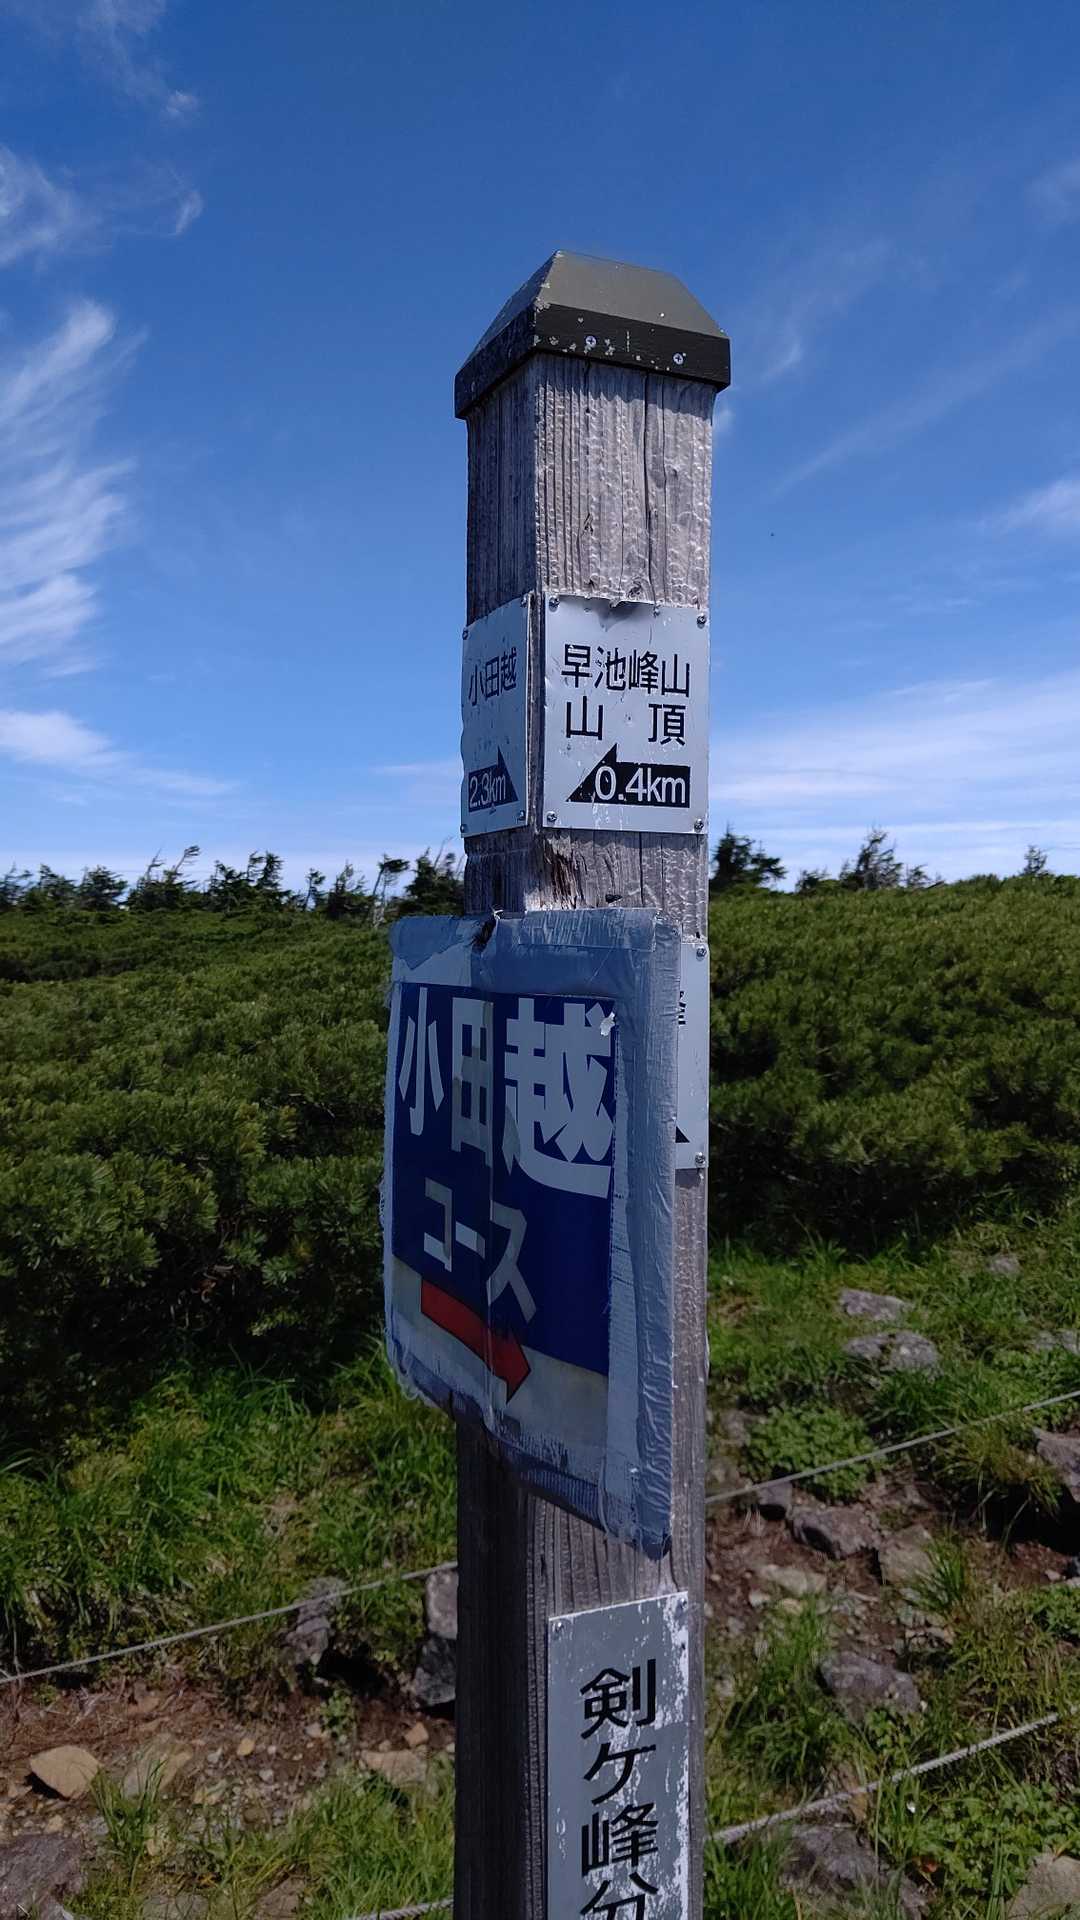 小田越
2.3km
早池峰山
山頂
0.4km
小田越
コース
剣ケ峰分